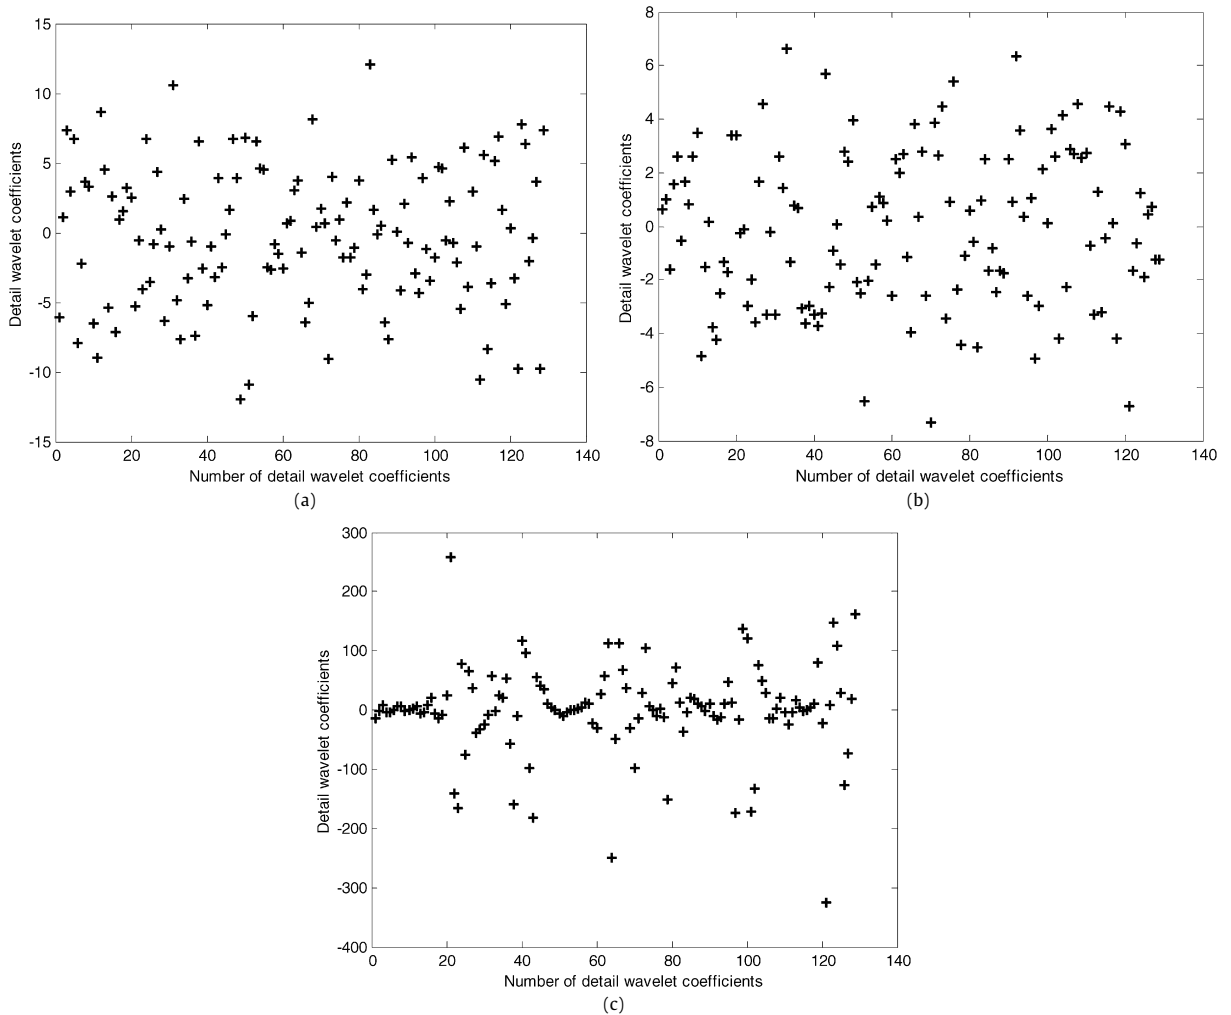 15
10
5
0
-5
-10
-15
0 20 40 60 80 100 120 140
Detail wavelet coefficients
Number of detail wavelet coefficients
(a)
8
6
4
2
0
-2
-4
-6
-8
0 20 40 60 80 100 120 140
Detail wavelet coefficients
Number of detail wavelet coefficients
(b)
300
200
100
0
-100
-200
-300
-400
0 20 40 60 80 100 120 140
Detail wavelet coefficients
Number of detail wavelet coefficients
(c)